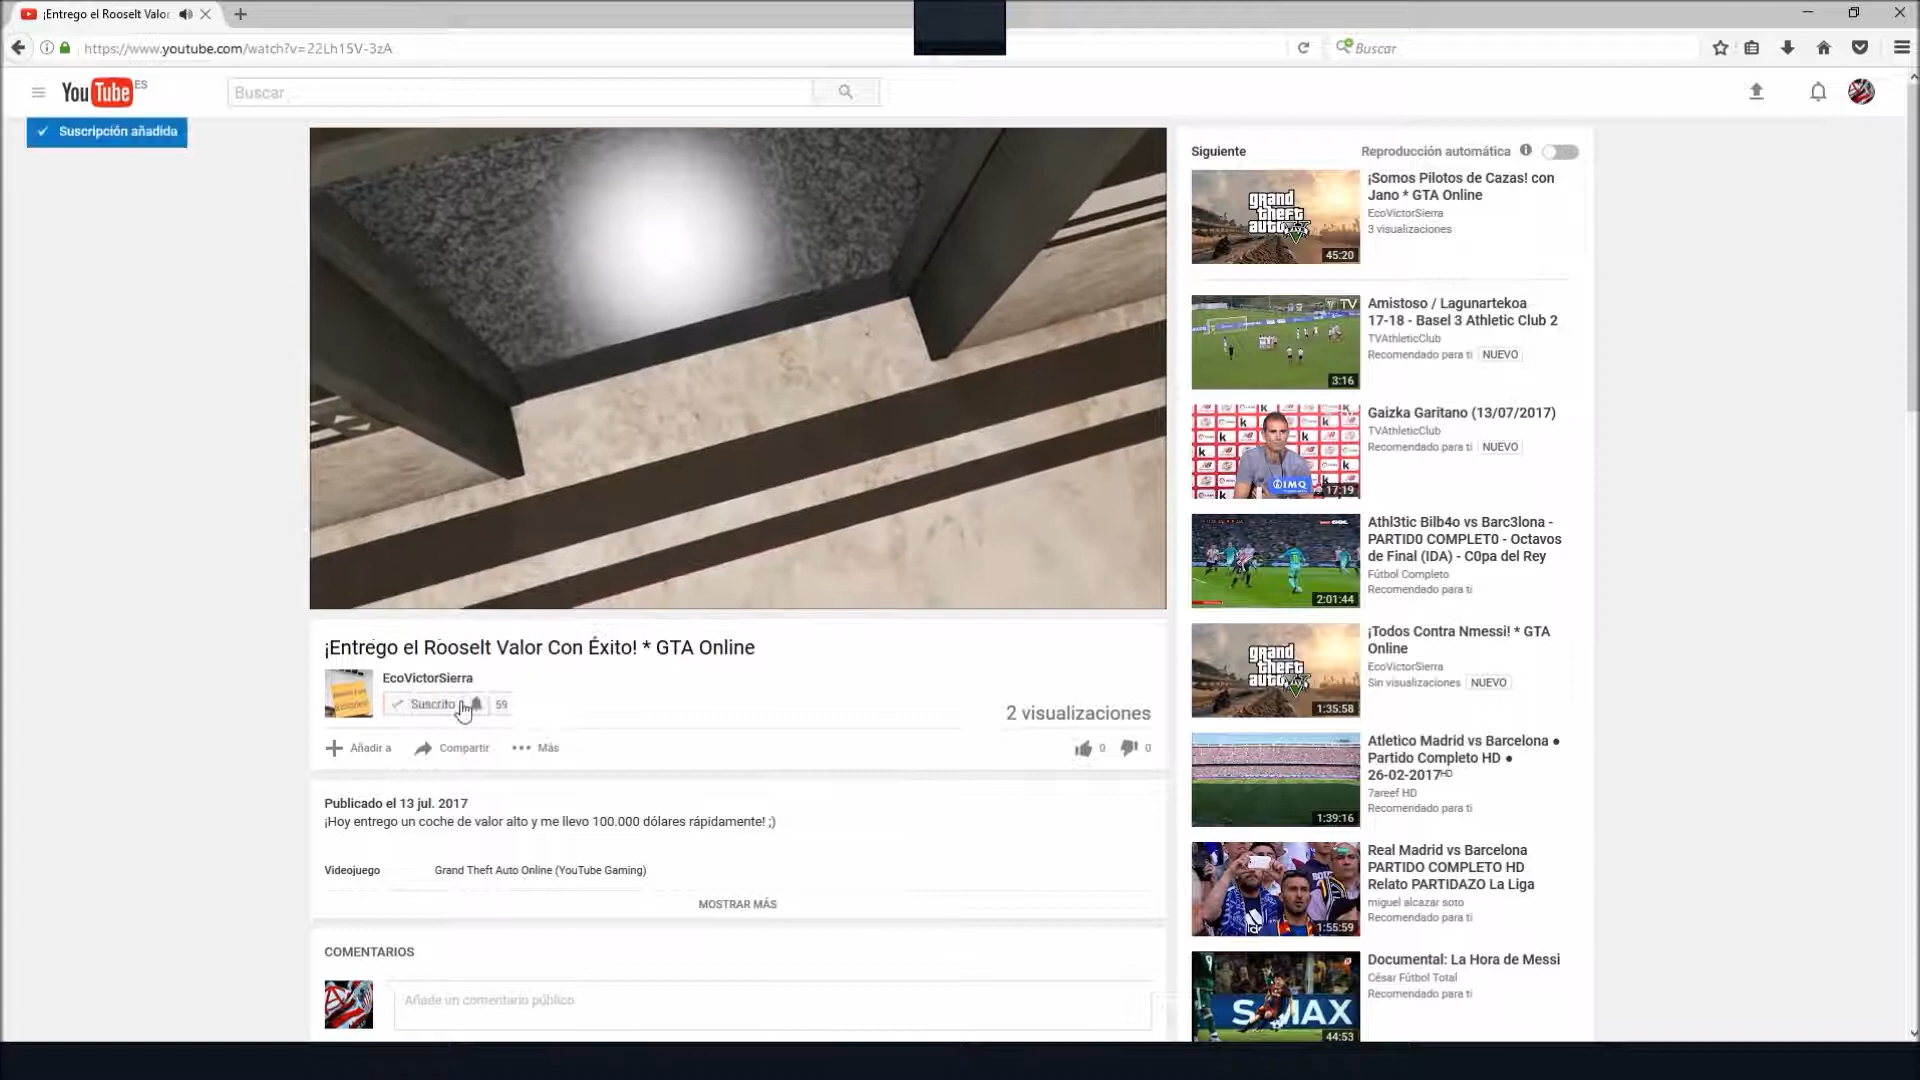 ¡Entrego el Rooselt Valor
https://www.youtube.com/watch?v=22Lh15V-3zA
Buscar
YouTube ES
Buscar
✓ Suscripción añadida
¡Entrego el Rooselt Valor Con Éxito! * GTA Online
EcoVictorSierra
Suscrito 59
2 visualizaciones
Añadir a Compartir Más
0 0
Publicado el 13 jul. 2017
¡Hoy entrego un coche de valor alto y me llevo 100.000 dólares rápidamente! ;)
Videojuego Grand Theft Auto Online (YouTube Gaming)
MOSTRAR MÁS
COMENTARIOS
Añade un comentario público
Siguiente Reproducción automática
grand
theft
auto V
45:20
¡Somos Pilotos de Cazas! con
Jano * GTA Online
EcoVictorSierra
3 visualizaciones
TV
3:16
Amistoso / Lagunartekoa
17-18 - Basel 3 Athletic Club 2
TVAthleticClub
Recomendado para ti NUEVO
IMQ
17:19
Gaizka Garitano (13/07/2017)
TVAthleticClub
Recomendado para ti NUEVO
2:01:44
Athl3tic Bilb4o vs Barc3lona -
PARTID0 COMPLET0 - Octavos
de Final (IDA) - C0pa del Rey
Fútbol Completo
Recomendado para ti
grand
theft
auto V
1:35:58
¡Todos Contra Nmessi! * GTA
Online
EcoVictorSierra
Sin visualizaciones NUEVO
1:39:16
Atletico Madrid vs Barcelona ●
Partido Completo HD ●
26-02-2017ᴴᴰ
7areef HD
Recomendado para ti
1:55:59
Real Madrid vs Barcelona
PARTIDO COMPLETO HD
Relato PARTIDAZO La Liga
miguel alcazar soto
Recomendado para ti
44:53
Documental: La Hora de Messi
César Fútbol Total
Recomendado para ti